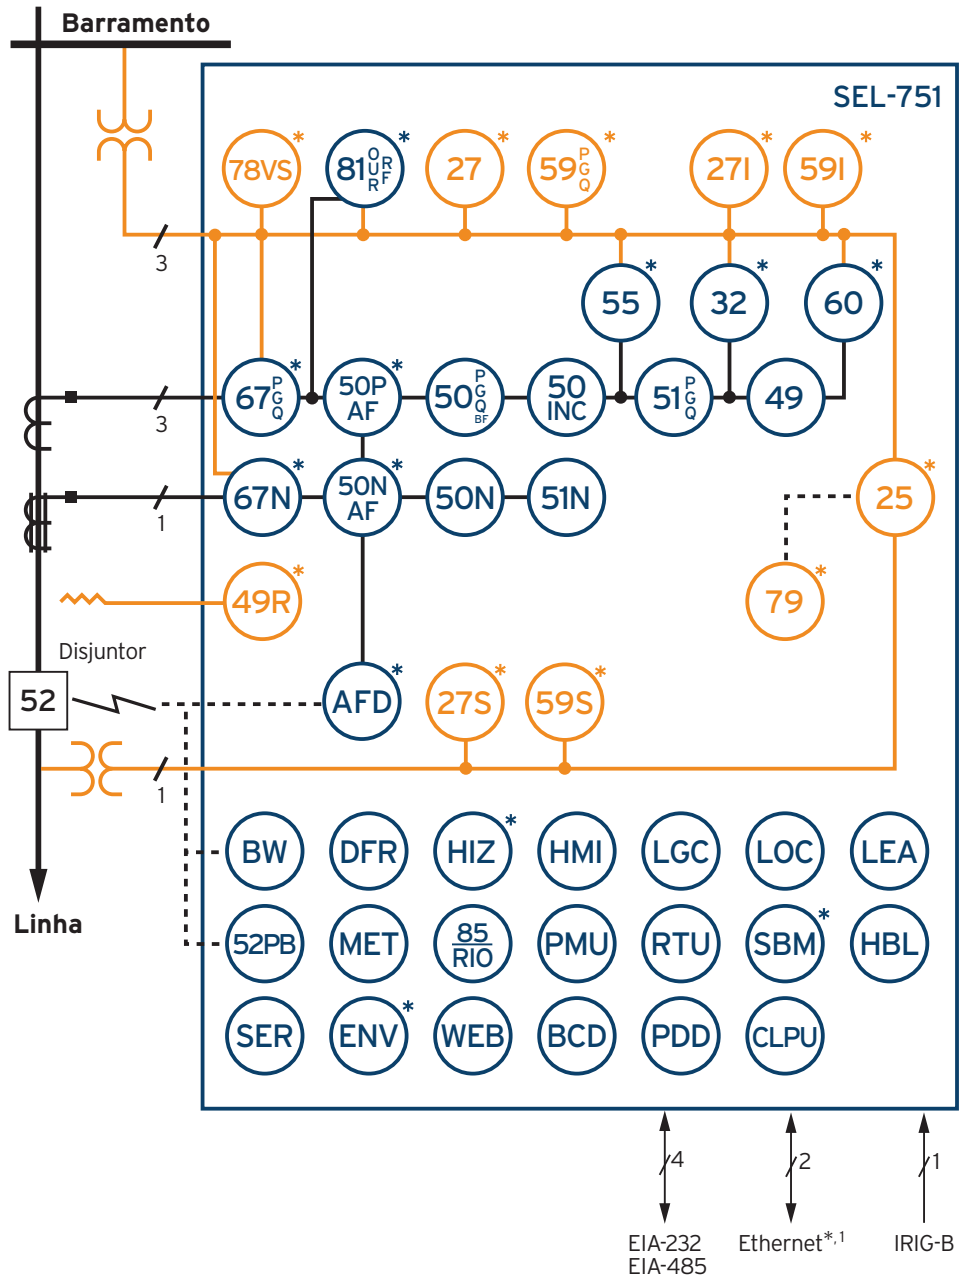 Barramento
SEL-751
78VS*
81 O U R R F*
27*
59 P G Q*
27I*
59I*
3
55*
32*
60*
67 P G Q*
50P AF*
50 P G Q BF
50 INC
51 P G Q
49
3
67N*
50N AF*
50N
51N
25*
1
49R*
79*
Disjuntor
52
AFD*
27S*
59S*
1
BW
DFR
HIZ*
HMI
LGC
LOC
LEA
Linha
52PB
MET
85 RIO
PMU
RTU
SBM*
HBL
SER
ENV*
WEB
BCD
PDD
CLPU
4
2
1
EIA-232
EIA-485
Ethernet*,1
IRIG-B